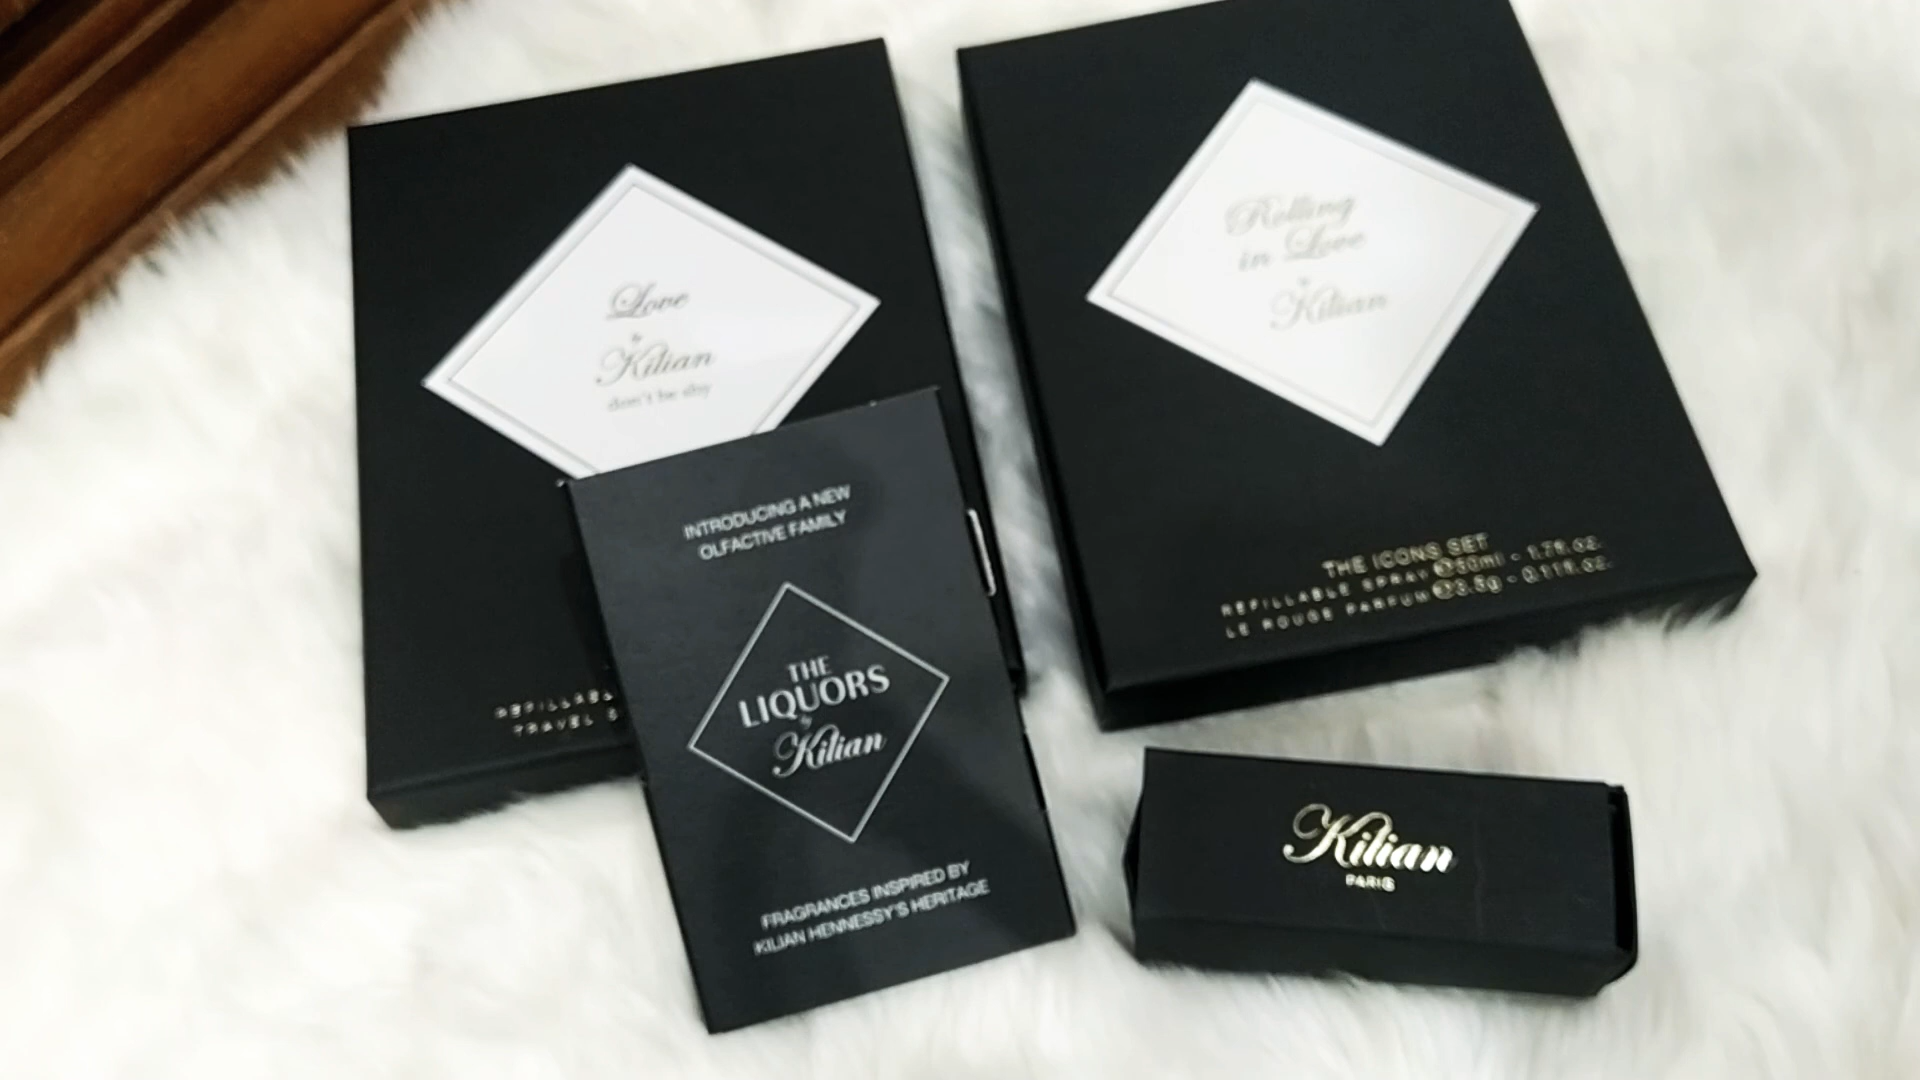 Love
by
Kilian
don't be shy
REFILLABL
TRAVEL S
Rolling
in Love
by
Kilian
THE ICONS SET
REFILLABLE SPRAY ℮50ml - 1.7fl.oz.
LE ROUGE PARFUM ℮3.5g - 0.11fl.oz.
INTRODUCING A NEW
OLFACTIVE FAMILY
THE
LIQUORS
by
Kilian
FRAGRANCES INSPIRED BY
KILIAN HENNESSY'S HERITAGE
Kilian
PARIS